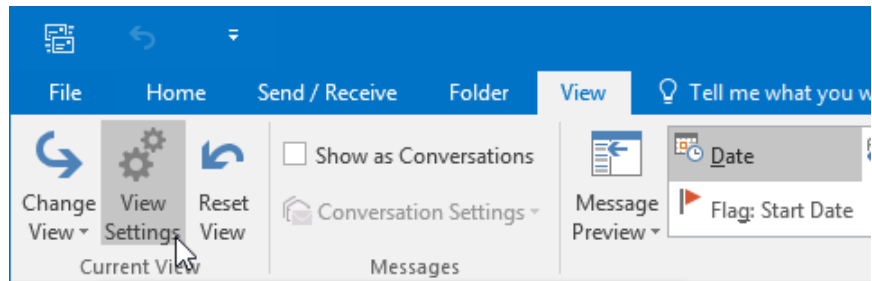 File Home Send / Receive Folder View Tell me what you w
Change View
View Settings
Reset View
Current View
Show as Conversations
Conversation Settings
Messages
Message Preview
Date
Flag: Start Date